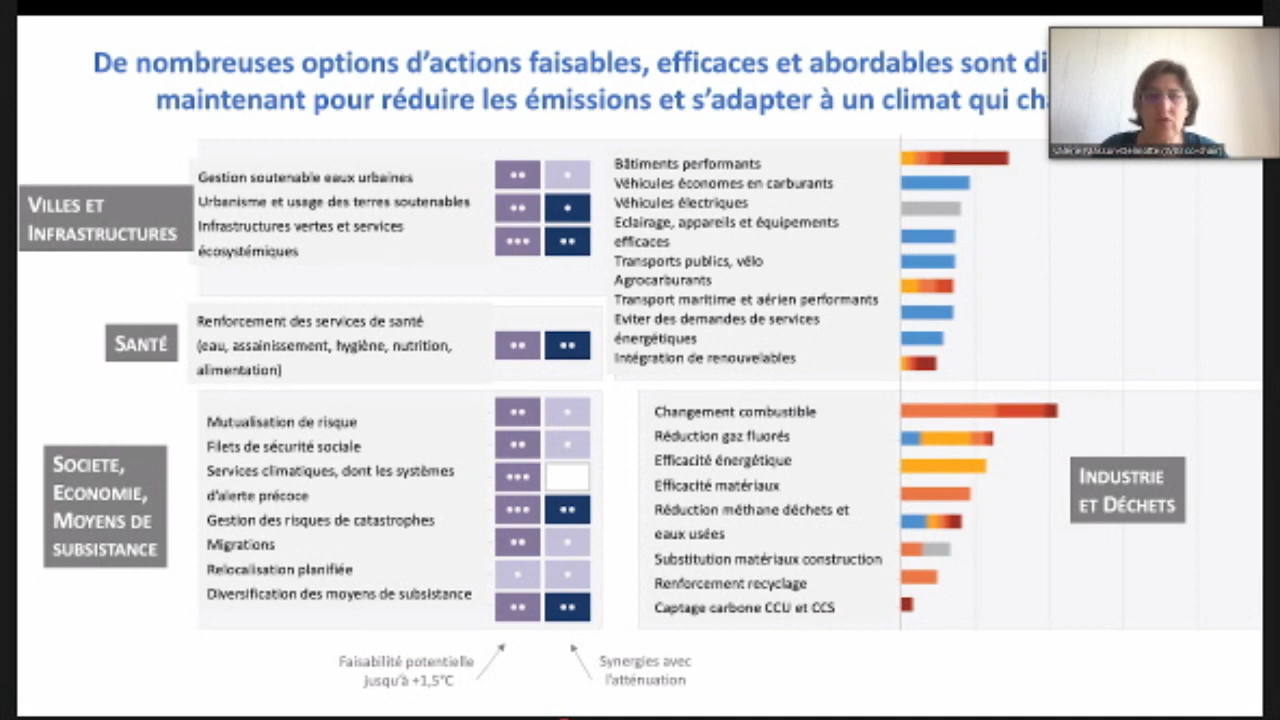 De nombreuses options d'actions faisables, efficaces et abordables sont
maintenant pour réduire les émissions et s'adapter à un climat qui
VILLES ET
INFRASTRUCTURES
Gestion soutenable eaux urbaines
Urbanisme et usage des terres soutenables
Infrastructures vertes et services
écosystémiques
Bâtiments performants
Véhicules économes en carburants
Véhicules électriques
Eclairage, appareils et équipements
efficaces
Transports publics, vélo
Agrocarburants
Transport maritime et aérien performants
Eviter des demandes de services
énergétiques
Intégration de renouvelables
SANTÉ
Renforcement des services de santé
(eau, assainissement, hygiène, nutrition,
alimentation)
SOCIETE,
ECONOMIE,
MOYENS DE
SUBSISTANCE
Mutualisation de risque
Filets de sécurité sociale
Services climatiques, dont les systèmes
d'alerte précoce
Gestion des risques de catastrophes
Migrations
Relocalisation planifiée
Diversification des moyens de subsistance
Changement combustible
Réduction gaz fluorés
Efficacité énergétique
Efficacité matériaux
Réduction méthane déchets et
eaux usées
Substitution matériaux construction
Renforcement recyclage
Captage carbone CCU et CCS
INDUSTRIE
ET DÉCHETS
Faisabilité potentielle
jusqu'à +1,5°C
Synergies avec
l'atténuation